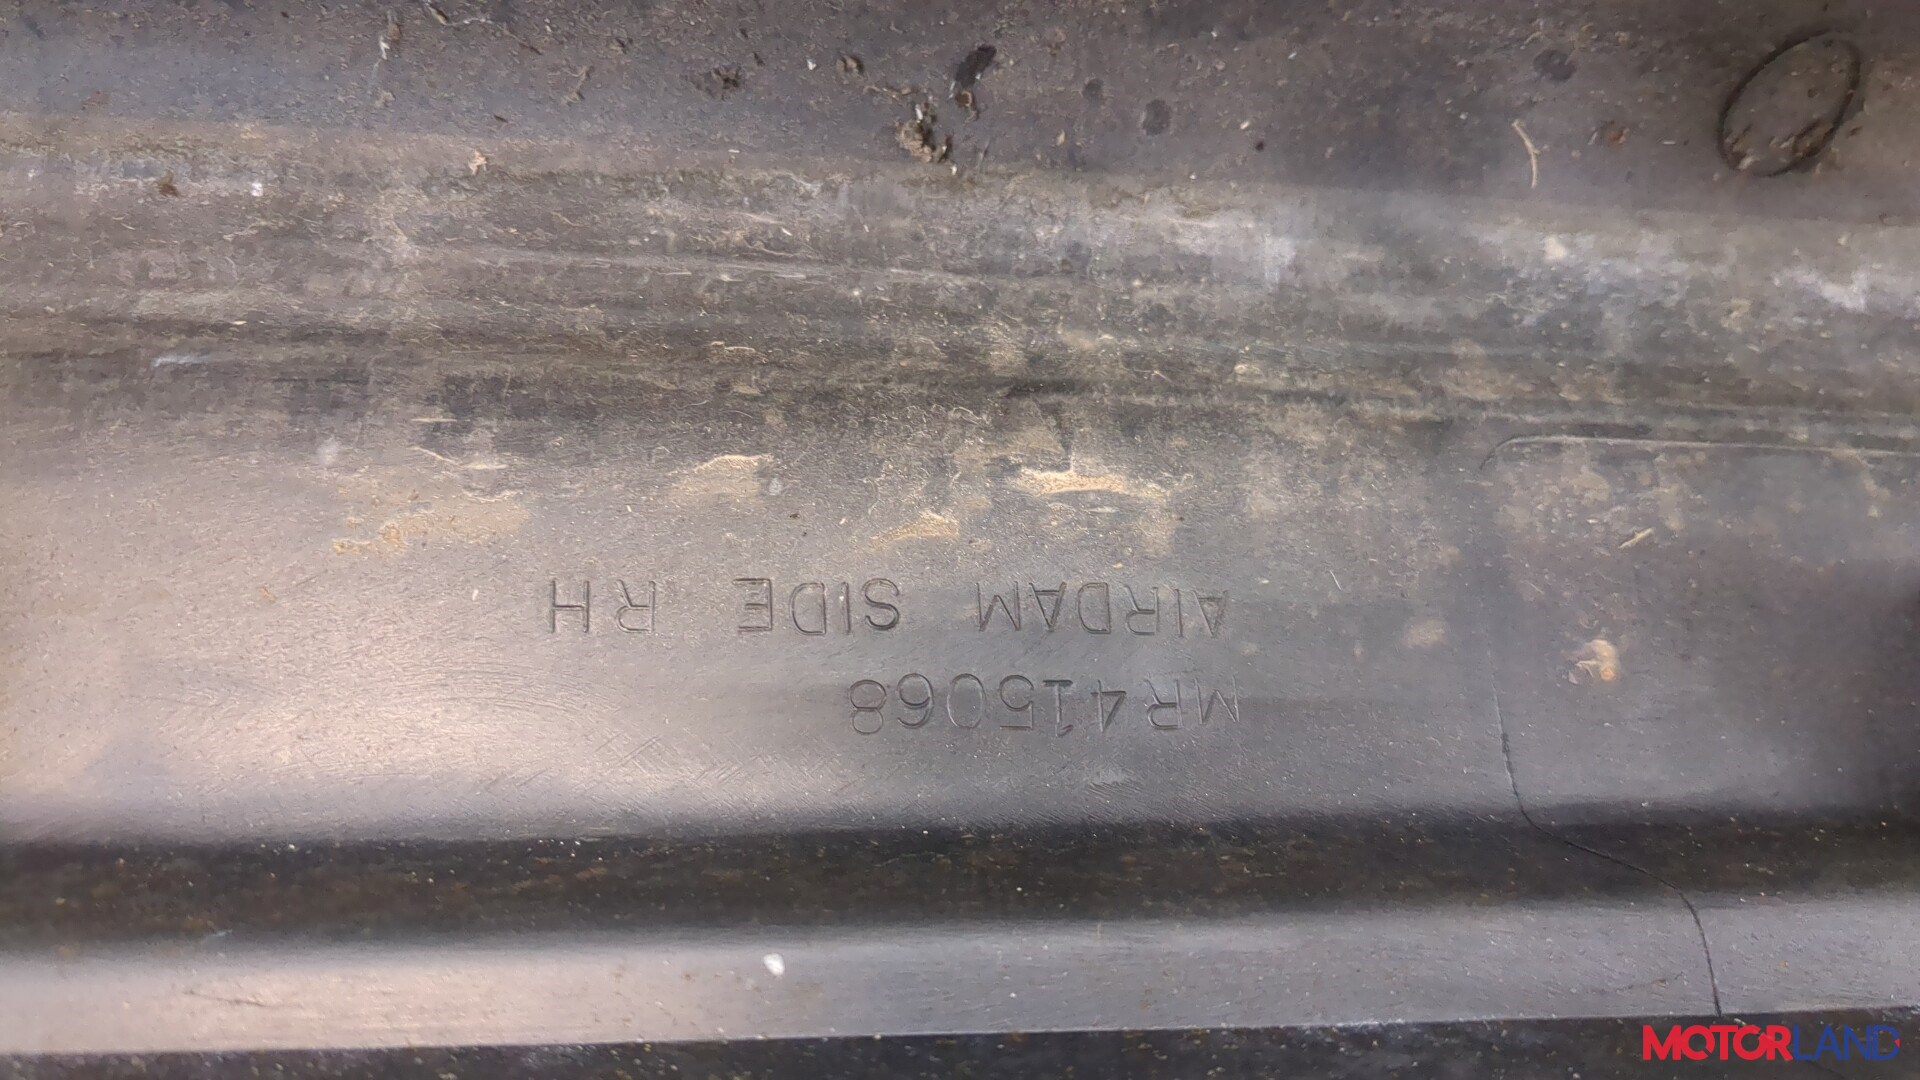 MR415068
AIRDAM SIDE RH
MOTORLAND